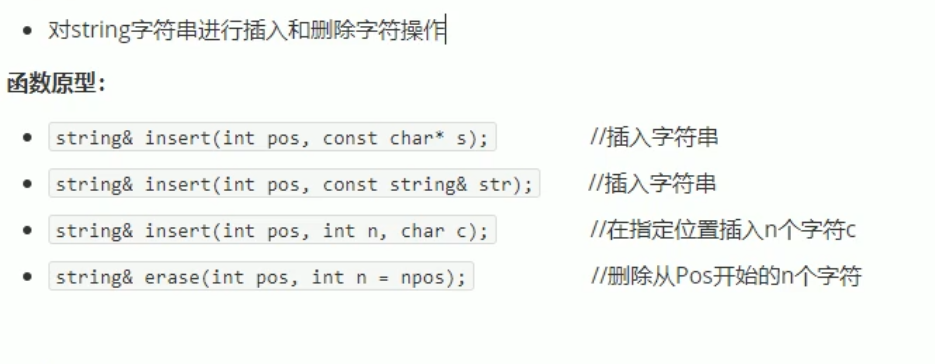 对string字符串进行插入和删除字符操作
函数原型：
string& insert(int pos, const char* s); //插入字符串
string& insert(int pos, const string& str); //插入字符串
string& insert(int pos, int n, char c); //在指定位置插入n个字符c
string& erase(int pos, int n = npos); //删除从Pos开始的n个字符